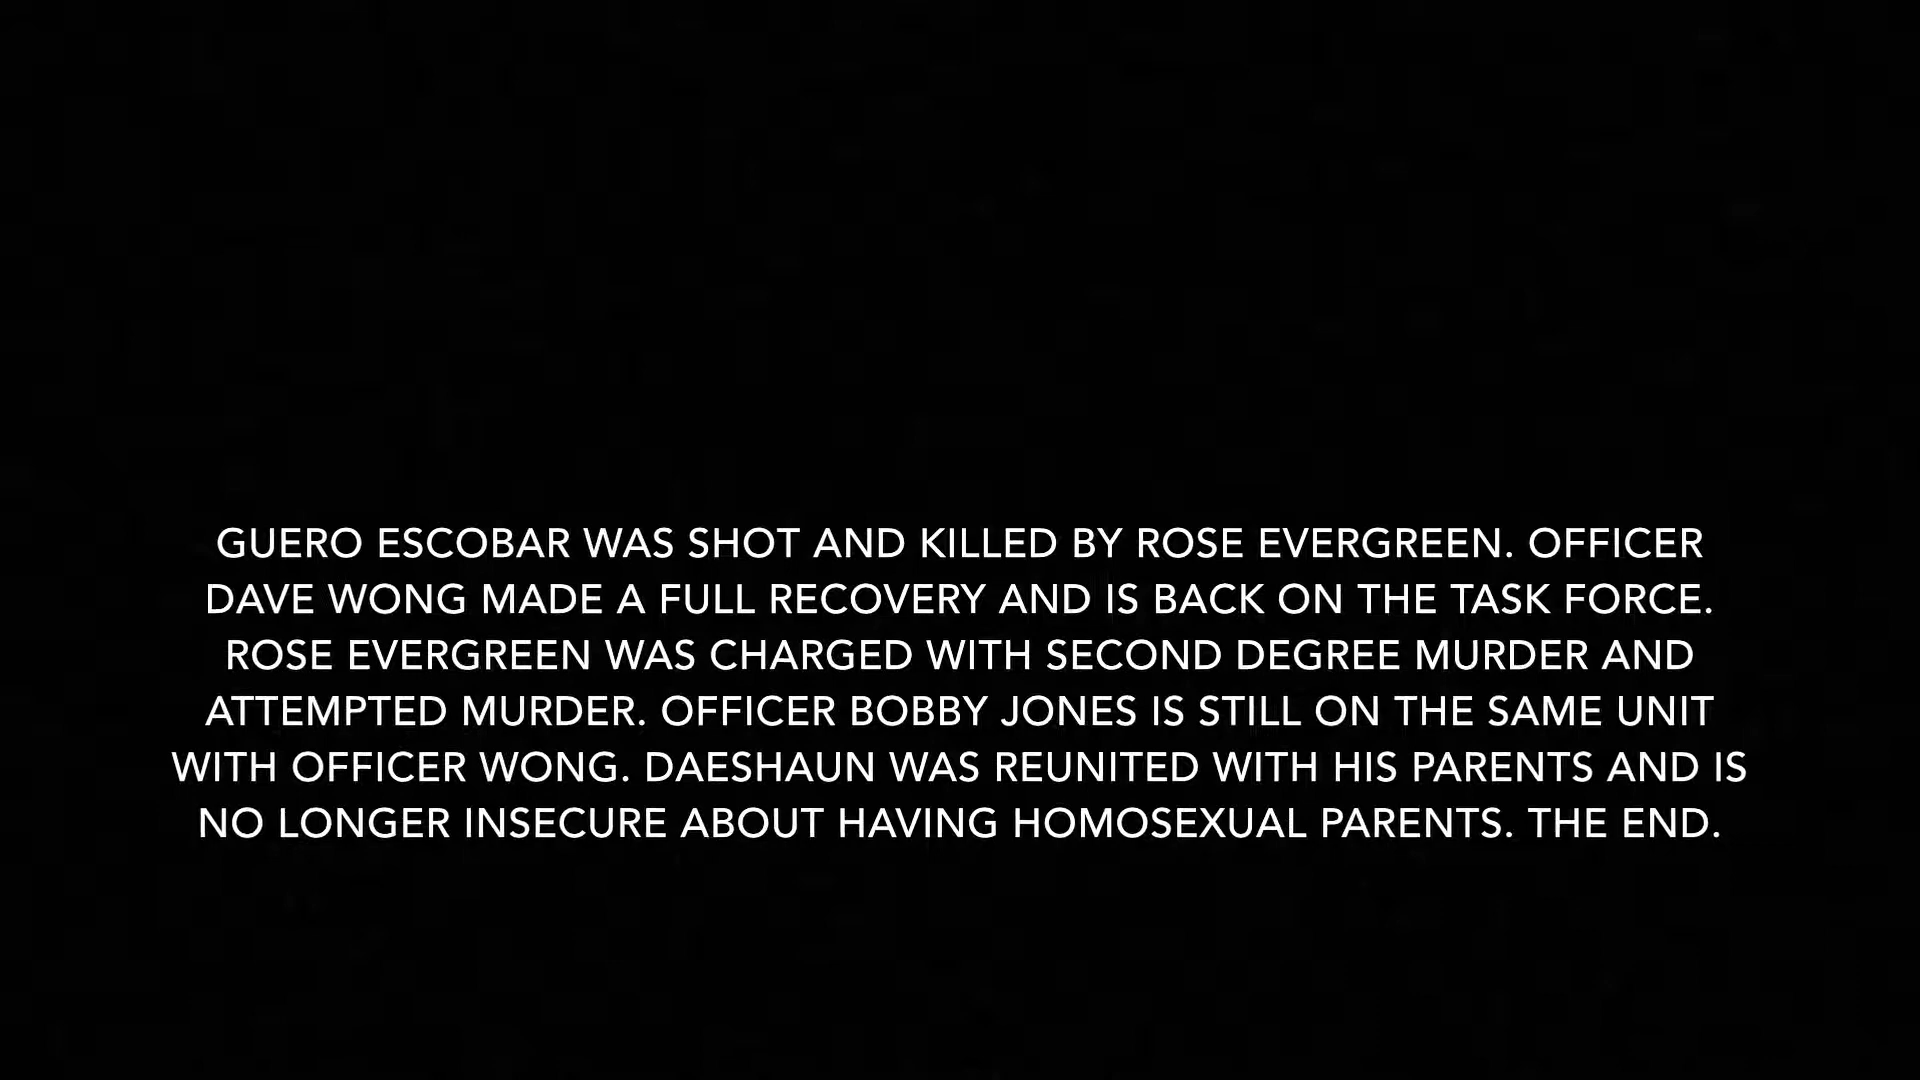 GUERO ESCOBAR WAS SHOT AND KILLED BY ROSE EVERGREEN. OFFICER
DAVE WONG MADE A FULL RECOVERY AND IS BACK ON THE TASK FORCE.
ROSE EVERGREEN WAS CHARGED WITH SECOND DEGREE MURDER AND
ATTEMPTED MURDER. OFFICER BOBBY JONES IS STILL ON THE SAME UNIT
WITH OFFICER WONG. DAESHAUN WAS REUNITED WITH HIS PARENTS AND IS
NO LONGER INSECURE ABOUT HAVING HOMOSEXUAL PARENTS. THE END.